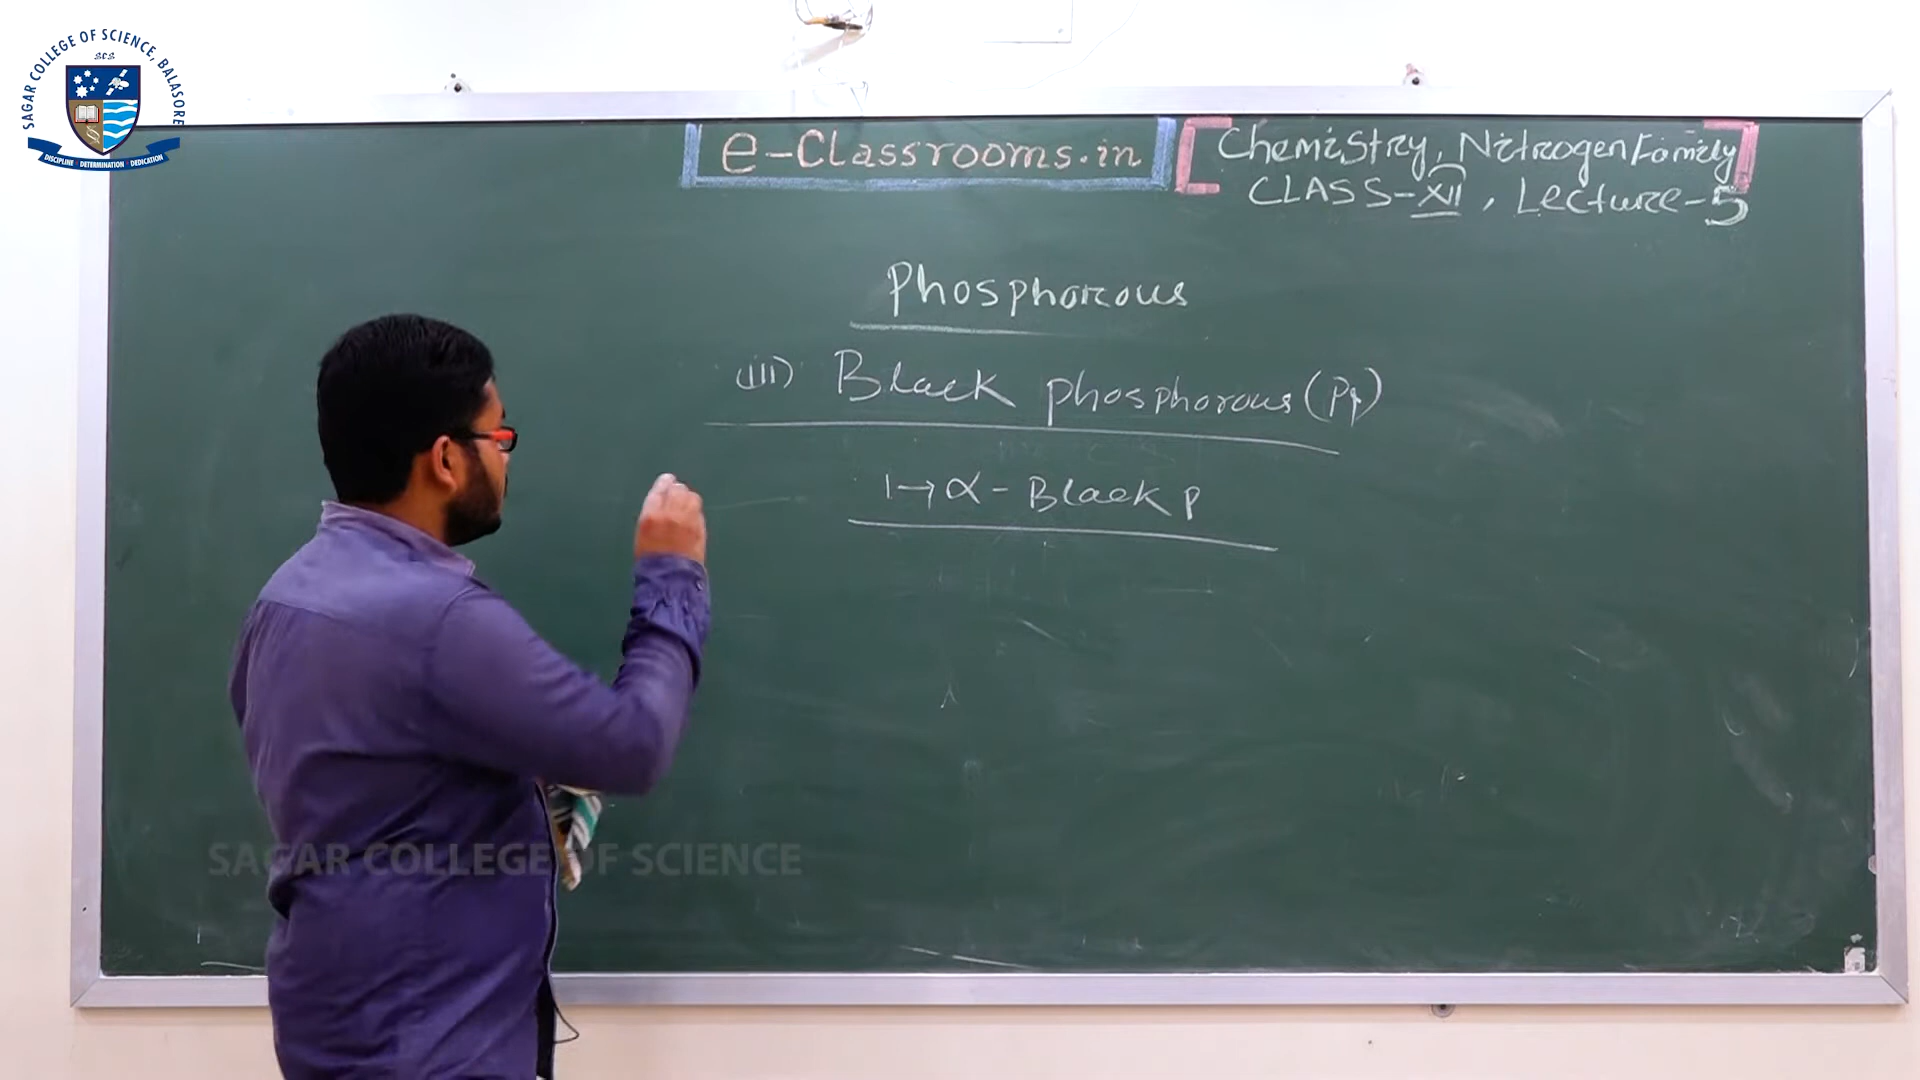 SAGAR COLLEGE OF SCIENCE, BALASORE
SCS
DISCIPLINE DETERMINATION DEDICATION
e-Classrooms.in
Chemistry, Nitrogen Family
CLASS-XII, Lecture-5
Phosphorous
(iii) Black phosphorous (P4)
1→α-Black P
SAGAR COLLEGE OF SCIENCE